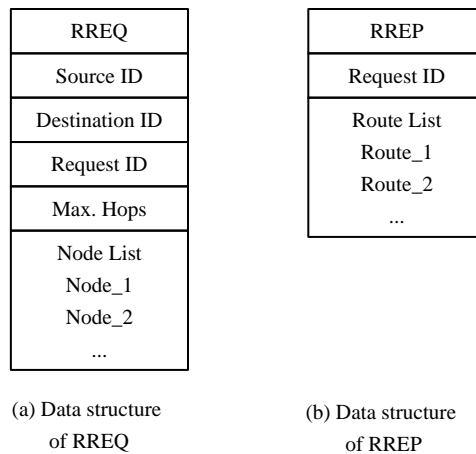 RREQ
Source ID
Destination ID
Request ID
Max. Hops
Node List
Node_1
Node_2
...
(a) Data structure
of RREQ
RREP
Request ID
Route List
Route_1
Route_2
...
(b) Data structure
of RREP